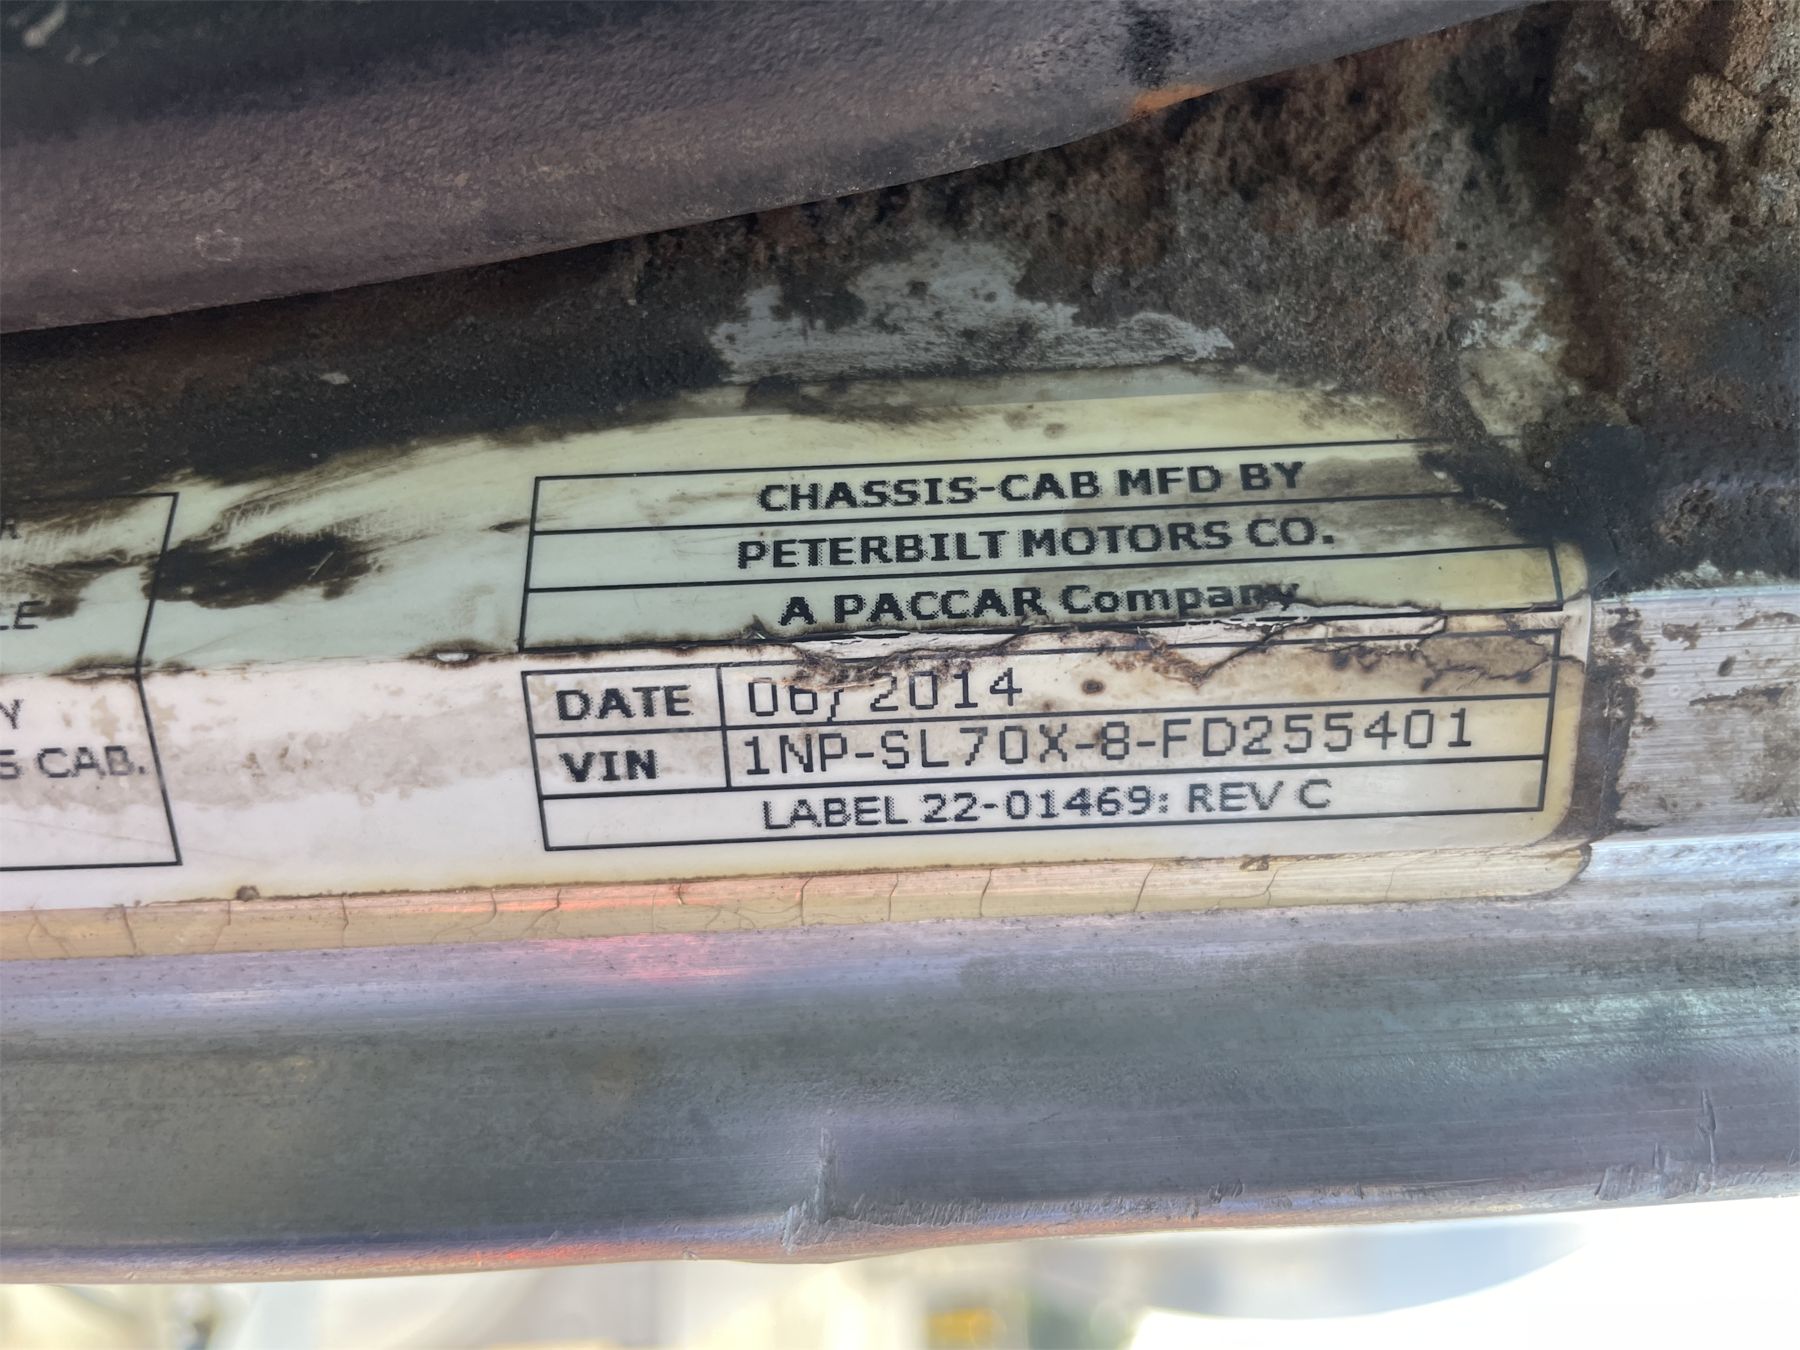 CHASSIS-CAB MFD BY
PETERBILT MOTORS CO.
A PACCAR Company
DATE 06/2014
VIN 1NP-SL70X-8-FD255401
LABEL 22-01469: REV C
CAB.